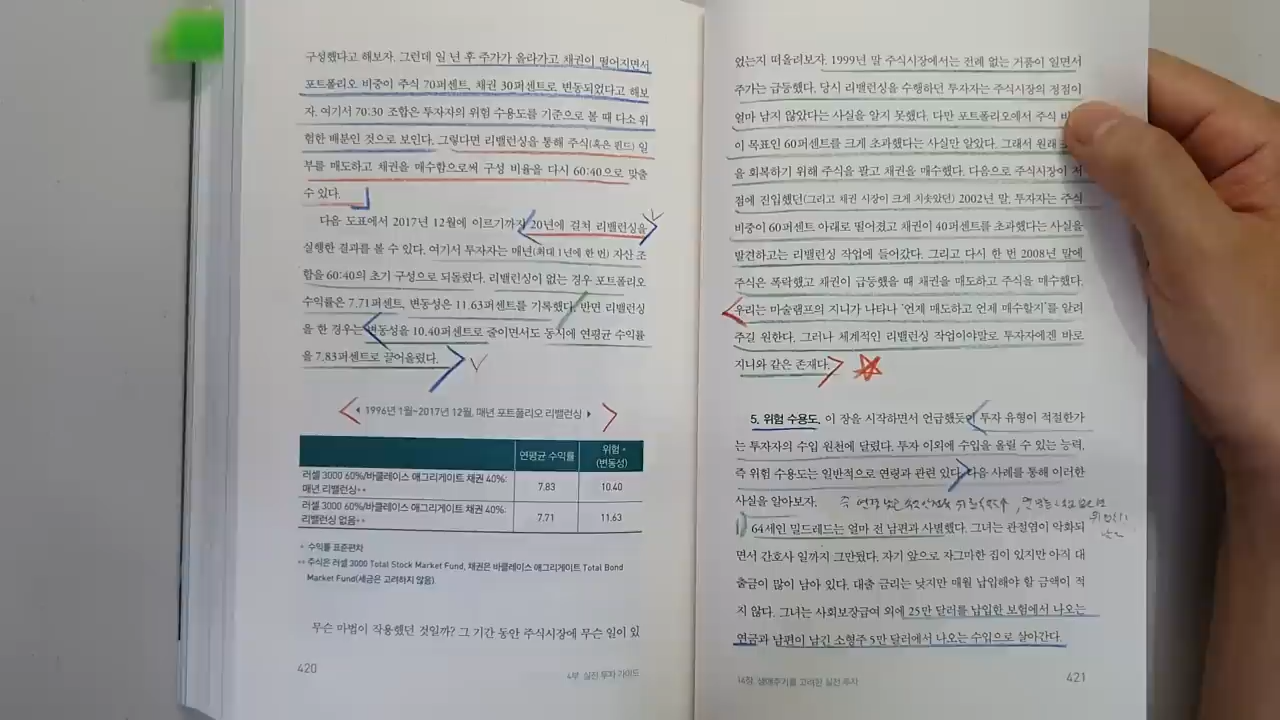 구성했다고 해보자. 그런데 일 년 후 주가가 올라가고 채권이 떨어지면서
포트폴리오 비중이 주식 70퍼센트, 채권 30퍼센트로 변동되었다고 해보
자. 여기서 70:30 조합은 투자자의 위험 수용도를 기준으로 볼 때 다소 위
험한 배분인 것으로 보인다. 그렇다면 리밸런싱을 통해 주식(혹은 펀드) 일
부를 매도하고 채권을 매수함으로써 구성 비율을 다시 60:40으로 맞출
수 있다.
다음 도표에서 2017년 12월에 이르기까지 20년에 걸쳐 리밸런싱을
실행한 결과를 볼 수 있다. 여기서 투자자는 매년(최대 1년에 한 번) 자산 조
합을 60:40의 초기 구성으로 되돌렸다. 리밸런싱이 없는 경우 포트폴리오
수익률은 7.71퍼센트, 변동성은 11.63퍼센트를 기록했다. 반면 리밸런싱
을 한 경우는 변동성을 10.40퍼센트로 줄이면서도 동시에 연평균 수익률
을 7.83퍼센트로 끌어올렸다.
◀ 1996년 1월~2017년 12월, 매년 포트폴리오 리밸런싱 ▶
연평균 수익률 위험*
(변동성)
러셀 3000 60%/바클레이스 애그리게이트 채권 40%:
매년 리밸런싱** 7.83 10.40
러셀 3000 60%/바클레이스 애그리게이트 채권 40%:
리밸런싱 없음** 7.71 11.63
* 수익률 표준편차
** 주식은 러셀 3000 Total Stock Market Fund, 채권은 바클레이스 애그리게이트 Total Bond
Market Fund(세금은 고려하지 않음).
무슨 마법이 작용했던 것일까? 그 기간 동안 주식시장에 무슨 일이 있
420
4부 실전 투자 가이드
었는지 떠올려보자. 1999년 말 주식시장에서는 전례 없는 거품이 일면서
주가는 급등했다. 당시 리밸런싱을 수행하던 투자자는 주식시장의 정점이
얼마 남지 않았다는 사실을 알지 못했다. 다만 포트폴리오에서 주식
이 목표인 60퍼센트를 크게 초과했다는 사실만 알았다. 그래서 원래
을 회복하기 위해 주식을 팔고 채권을 매수했다. 다음으로 주식시장이 저
점에 진입했던(그리고 채권 시장이 크게 치솟았던) 2002년 말, 투자자는 주식
비중이 60퍼센트 아래로 떨어졌고 채권이 40퍼센트를 초과했다는 사실을
발견하고는 리밸런싱 작업에 들어갔다. 그리고 다시 한 번 2008년 말에
주식은 폭락했고 채권이 급등했을 때 채권을 매도하고 주식을 매수했다.
우리는 마술램프의 지니가 나타나 '언제 매도하고 언제 매수할지'를 알려
주길 원한다. 그러나 체계적인 리밸런싱 작업이야말로 투자자에겐 바로
지니와 같은 존재다.
5. 위험 수용도. 이 장을 시작하면서 언급했듯이 투자 유형이 적절한가
는 투자자의 수입 원천에 달렸다. 투자 이외에 수입을 올릴 수 있는 능력,
즉 위험 수용도는 일반적으로 연령과 관련 있다. 다음 사례를 통해 이러한
사실을 알아보자.
64세인 밀드레드는 얼마 전 남편과 사별했다. 그녀는 관절염이 악화되
면서 간호사 일까지 그만뒀다. 자기 앞으로 자그마한 집이 있지만 아직 대
출금이 많이 남아 있다. 대출 금리는 낮지만 매월 납입해야 할 금액이 적
지 않다. 그녀는 사회보장급여 외에 25만 달러를 납입한 보험에서 나오는
연금과 남편이 남긴 소형주 5만 달러에서 나오는 수입으로 살아간다.
14장. 생애주기를 고려한 실전 투자
421